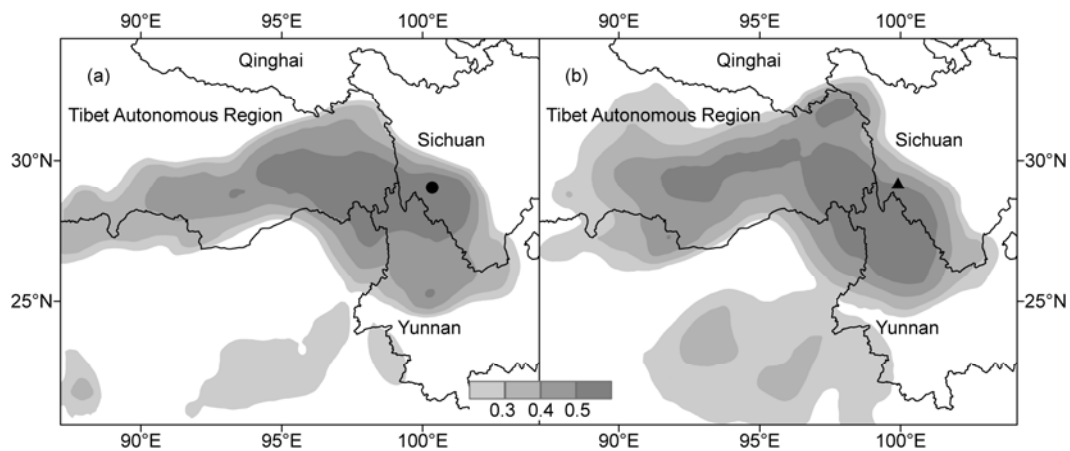 90°E 95°E 100°E 90°E 95°E 100°E
(a) Qinghai (b) Qinghai
Tibet Autonomous Region Tibet Autonomous Region
Sichuan Sichuan
30°N 30°N
25°N 25°N
Yunnan Yunnan
0.3 0.4 0.5
90°E 95°E 100°E 90°E 95°E 100°E